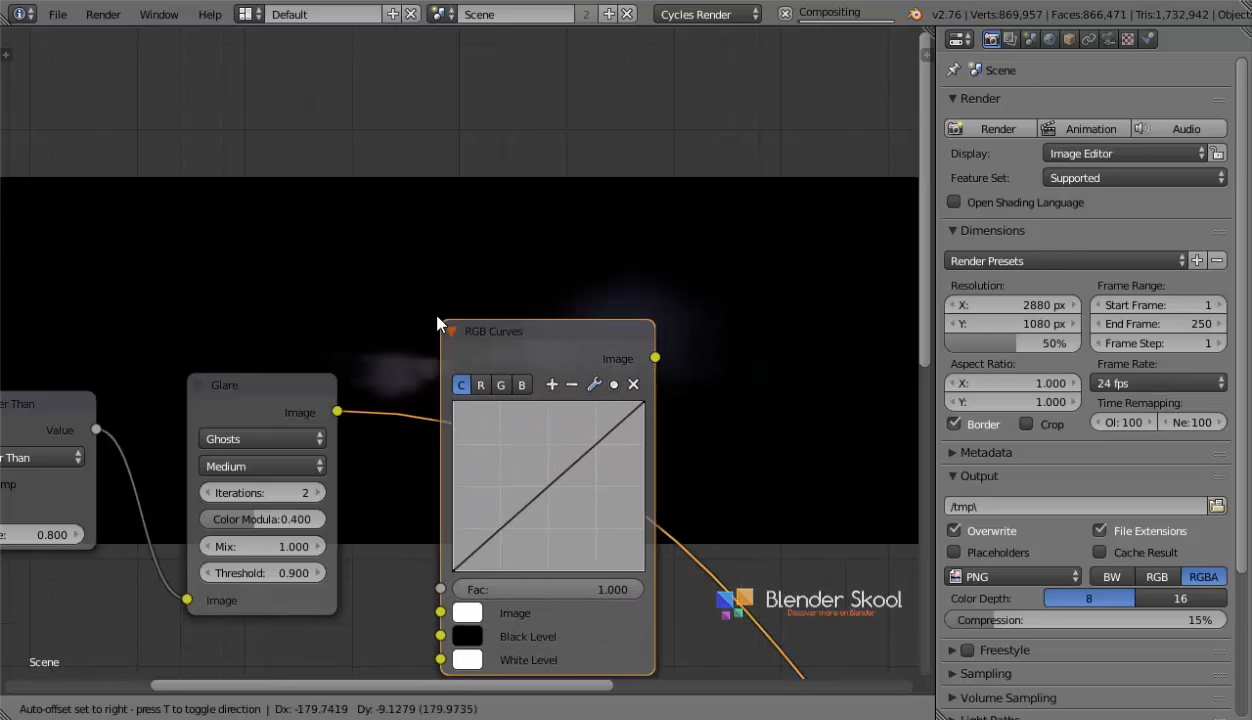 File Render Window Help Default Scene 2 Cycles Render Compositing v2.76 | Verts:869,957 | Faces:866,471 | Tris:1,732,942 | Object
Scene
Render
Render Animation Audio
Display: Image Editor
Feature Set: Supported
Open Shading Language
Dimensions
Render Presets
Resolution: Frame Range:
X: 2880 px Start Frame: 1
Y: 1080 px End Frame: 250
50% Frame Step: 1
Aspect Ratio: Frame Rate:
X: 1.000 24 fps
Y: 1.000 Time Remapping:
Border Crop Ol: 100 Ne: 100
Metadata
Output
/tmp\
Overwrite File Extensions
Placeholders Cache Result
PNG BW RGB RGBA
Color Depth: 8 16
Compression: 15%
Freestyle
Sampling
Volume Sampling
Light Paths
er Than
Value
er Than
mp
e: 0.800
Glare
Image
Ghosts
Medium
Iterations: 2
Color Modula:0.400
Mix: 1.000
Threshold: 0.900
Image
RGB Curves
Image
C R G B
Fac: 1.000
Image
Black Level
White Level
Blender Skool
Discover more on Blender
Scene
Auto-offset set to right - press T to toggle direction | Dx: -179.7419 Dy: -9.1279 (179.9735)